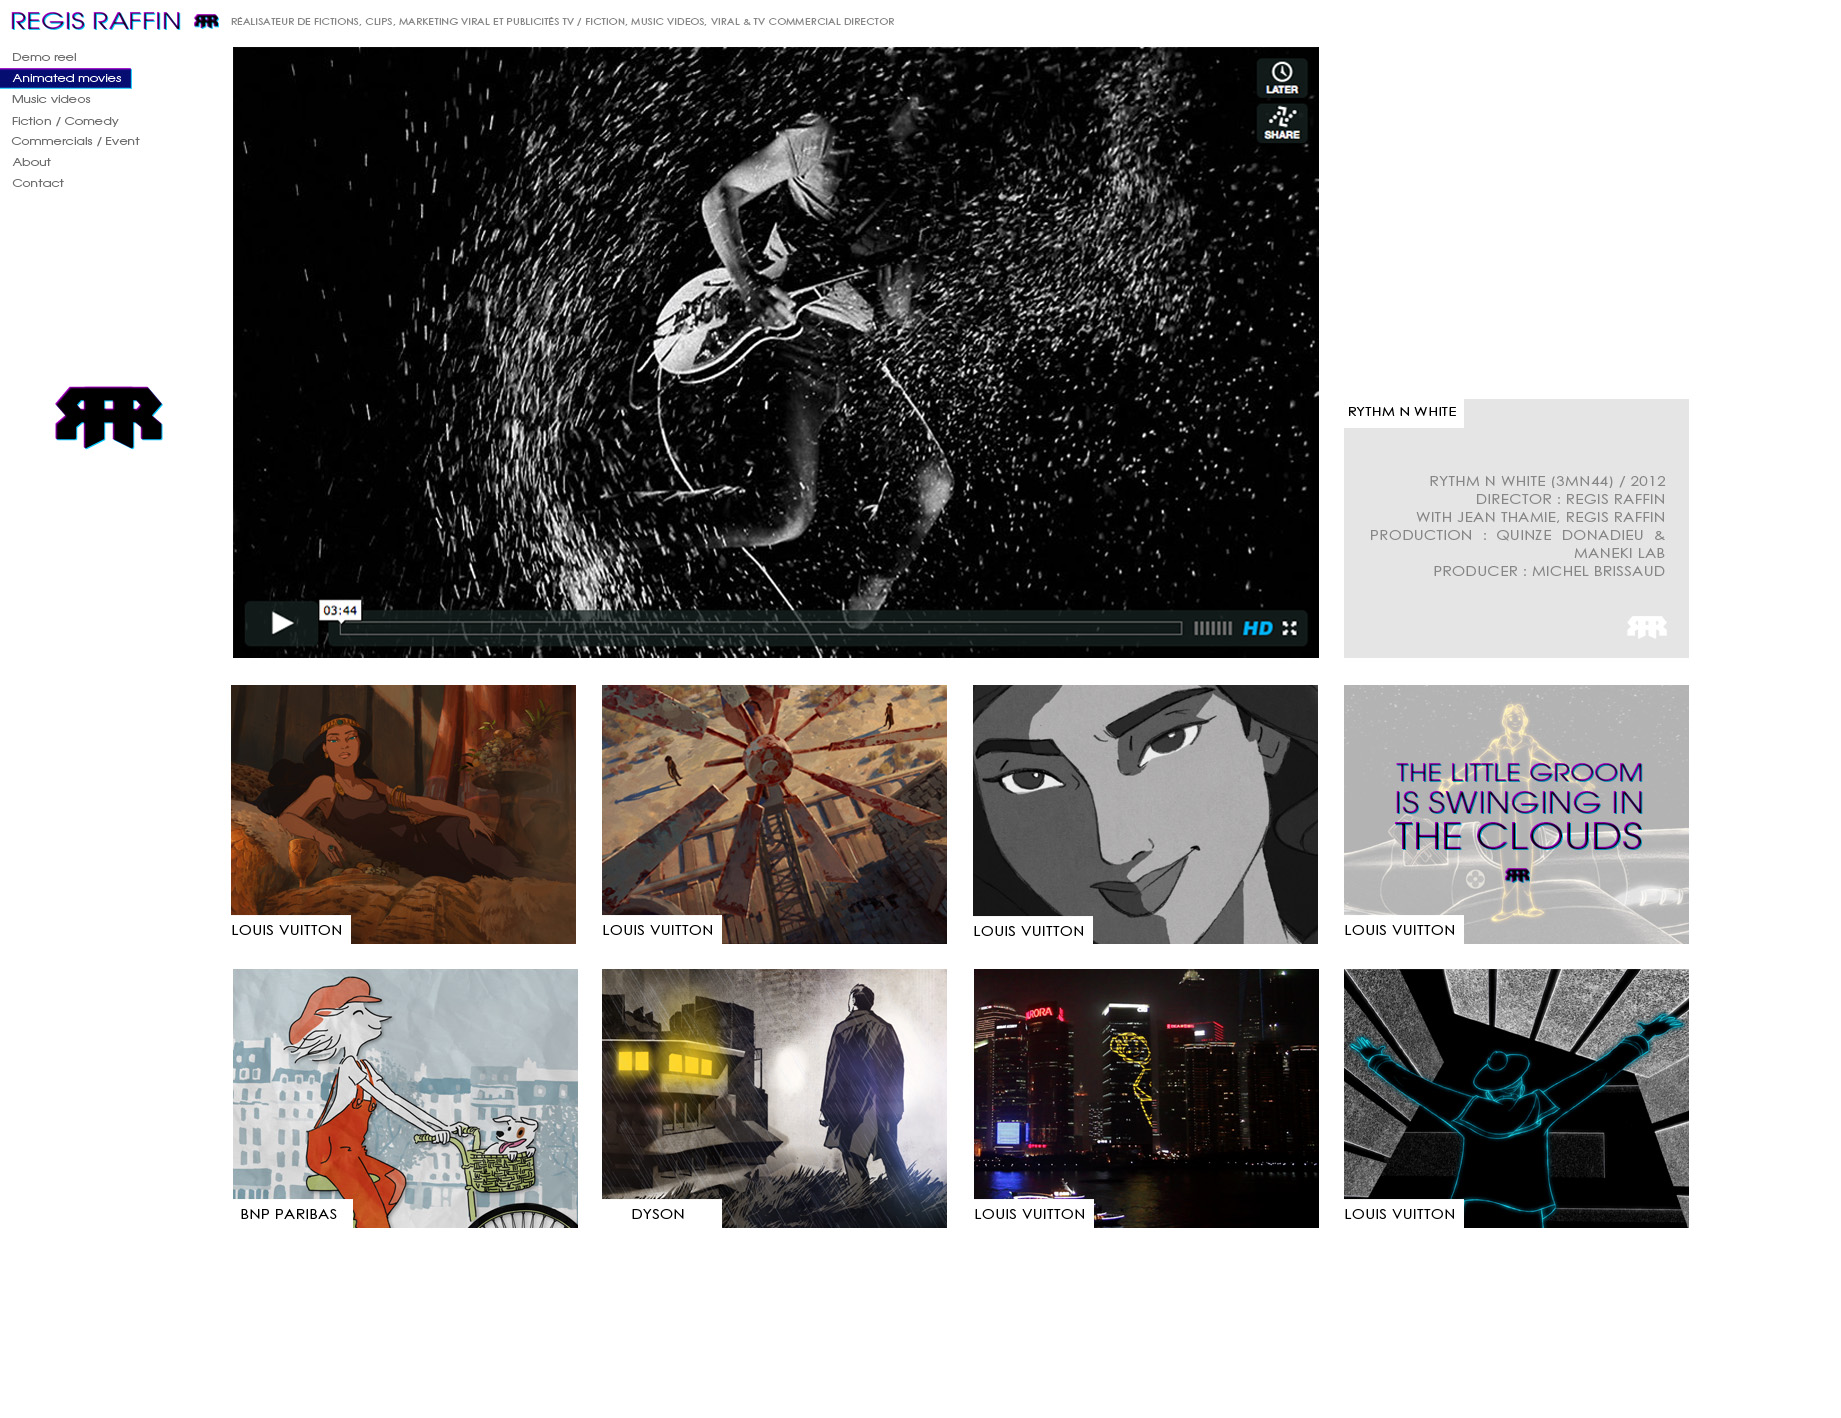 REGIS RAFFIN
RÉALISATEUR DE FICTIONS, CLIPS, MARKETING VIRAL ET PUBLICITÉS TV / FICTION, MUSIC VIDEOS, VIRAL & TV COMMERCIAL DIRECTOR
Demo reel
Animated movies
Music videos
Fiction / Comedy
Commercials / Event
About
Contact
LATER
SHARE
03:44
HD
RYTHM N WHITE
RYTHM N WHITE (3MN44) / 2012
DIRECTOR : REGIS RAFFIN
WITH JEAN THAMIE, REGIS RAFFIN
PRODUCTION : QUINZE DONADIEU &
MANEKI LAB
PRODUCER : MICHEL BRISSAUD
LOUIS VUITTON
LOUIS VUITTON
LOUIS VUITTON
THE LITTLE GROOM
IS SWINGING IN
THE CLOUDS
LOUIS VUITTON
BNP PARIBAS
DYSON
AURORA
LOUIS VUITTON
LOUIS VUITTON